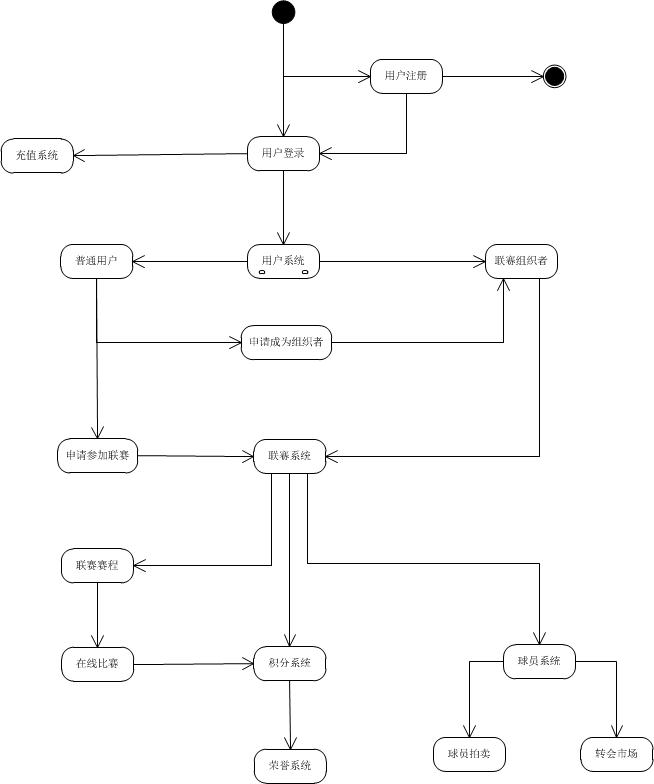 用户注册
充值系统
用户登录
普通用户
用户系统
联赛组织者
申请成为组织者
申请参加联赛
联赛系统
联赛赛程
在线比赛
积分系统
球员系统
荣誉系统
球员拍卖
转会市场